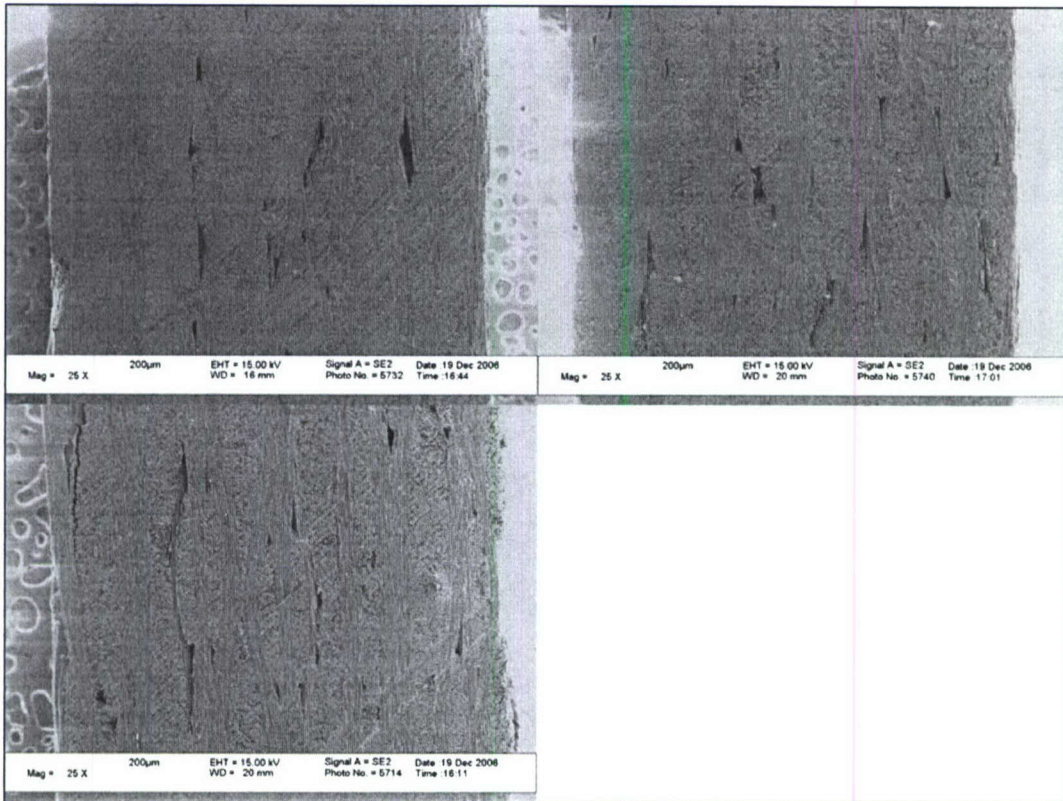 200µm EHT = 15.00 kV Signal A = SE2 Date :19 Dec 2006
Mag = 25 X WD = 16 mm Photo No. = 5732 Time :16:44
200µm EHT = 15.00 kV Signal A = SE2 Date :19 Dec 2006
Mag = 25 X WD = 20 mm Photo No. = 5740 Time :17:01
200µm EHT = 15.00 kV Signal A = SE2 Date :19 Dec 2006
Mag = 25 X WD = 20 mm Photo No. = 5714 Time :16:11